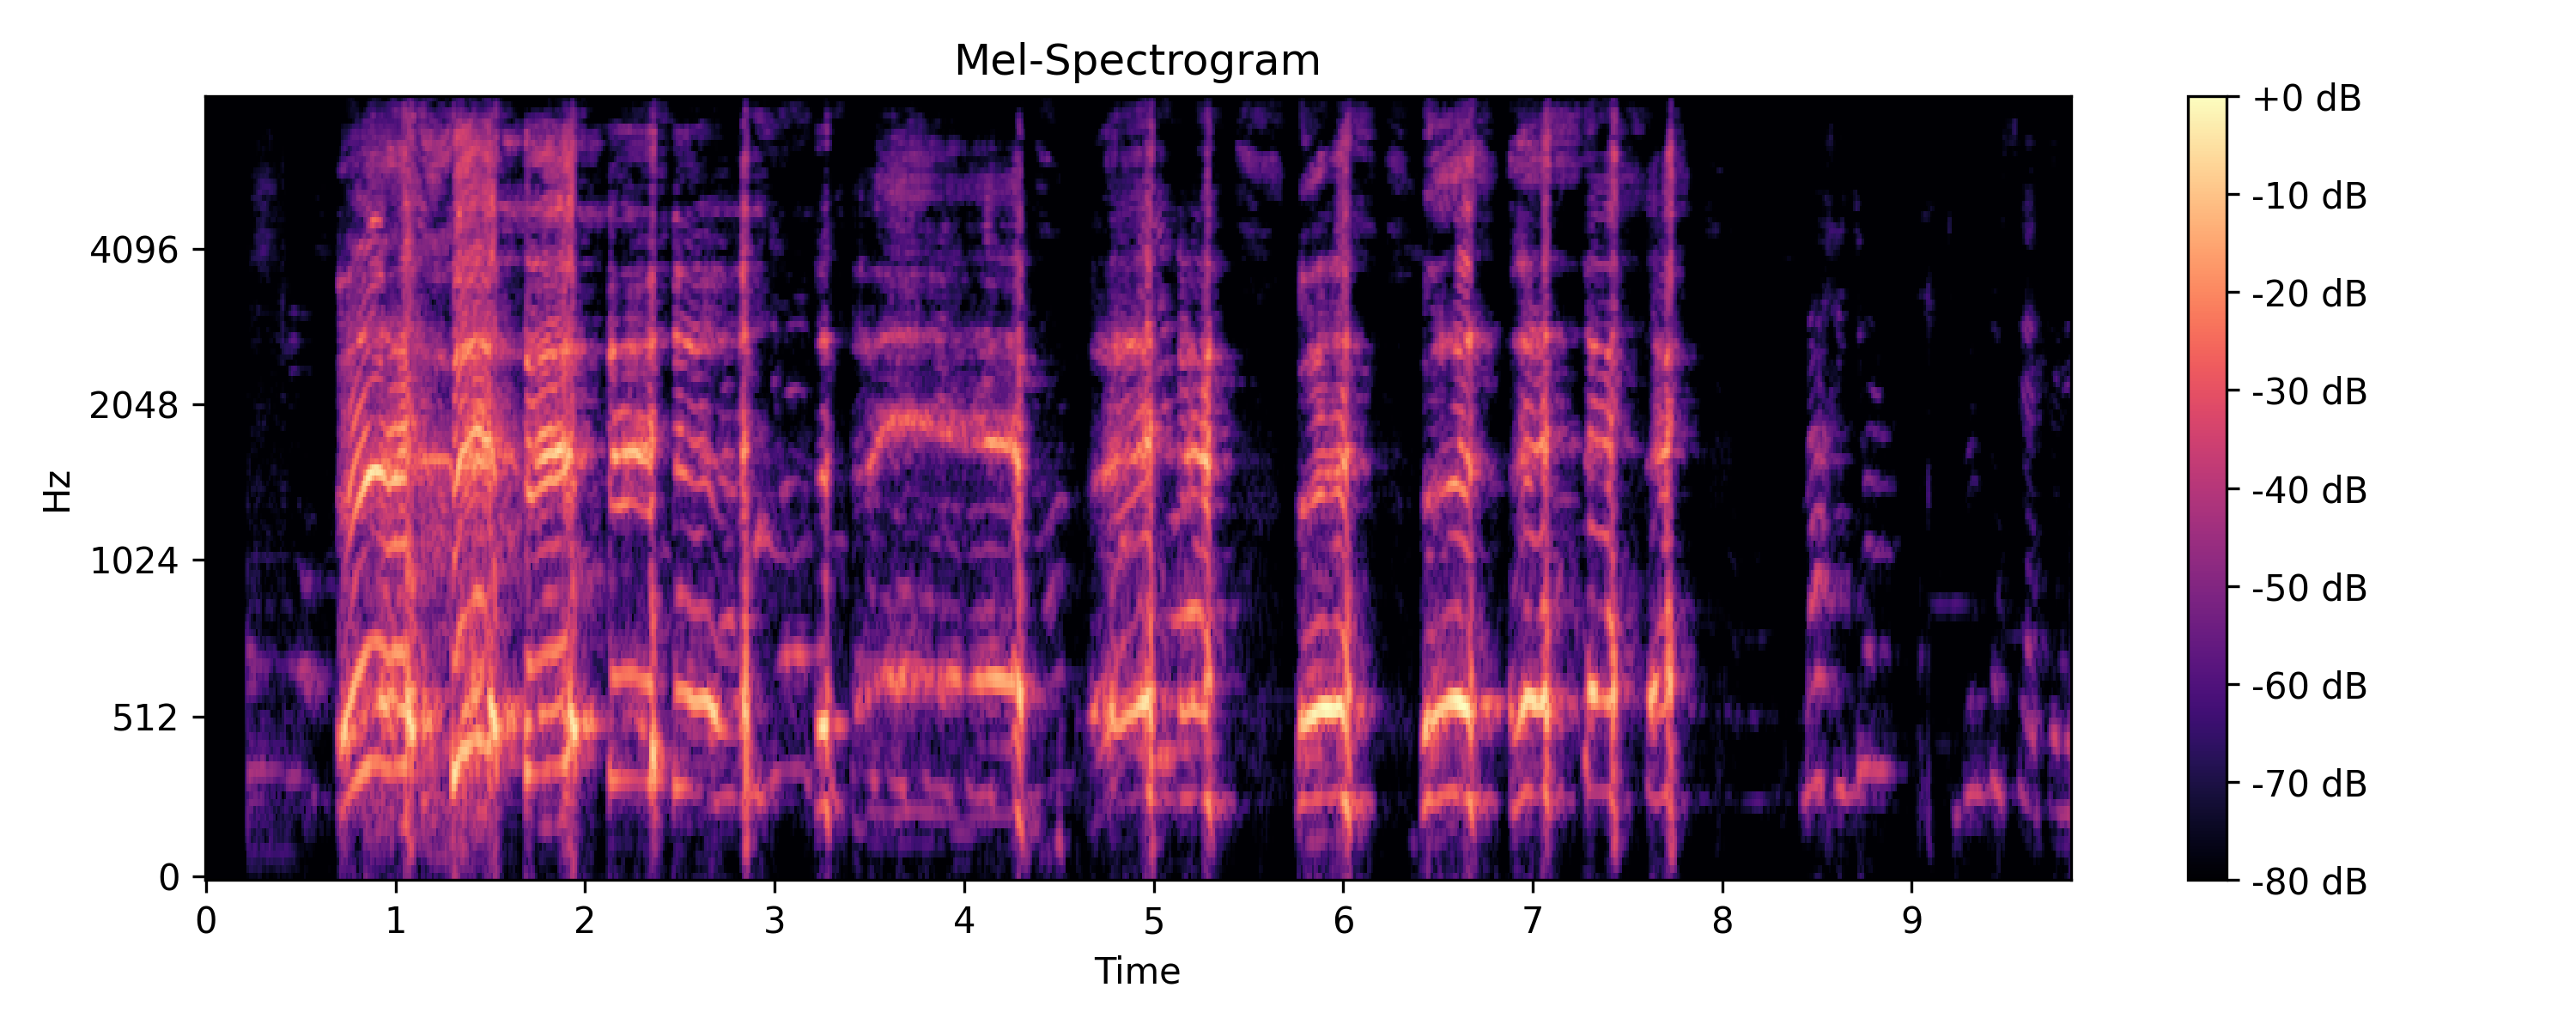 Mel-Spectrogram
+0 dB
-10 dB
-20 dB
-30 dB
-40 dB
-50 dB
-60 dB
-70 dB
-80 dB
4096
2048
1024
512
0
Hz
0 1 2 3 4 5 6 7 8 9
Time